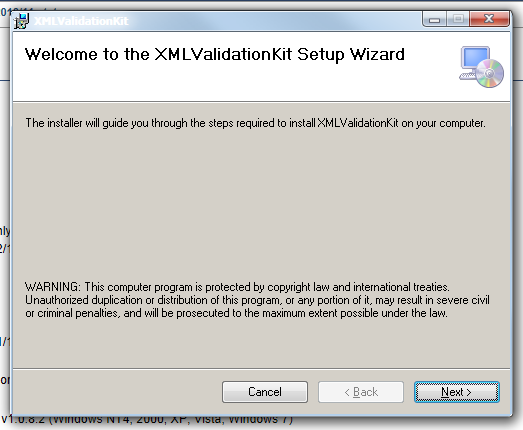 XMLValidationKit
Welcome to the XMLValidationKit Setup Wizard
The installer will guide you through the steps required to install XMLValidationKit on your computer.
WARNING: This computer program is protected by copyright law and international treaties.
Unauthorized duplication or distribution of this program, or any portion of it, may result in severe civil
or criminal penalties, and will be prosecuted to the maximum extent possible under the law.
Cancel
< Back
Next >
v1.0.8.2 (Windows NT4, 2000, XP, Vista, Windows 7)